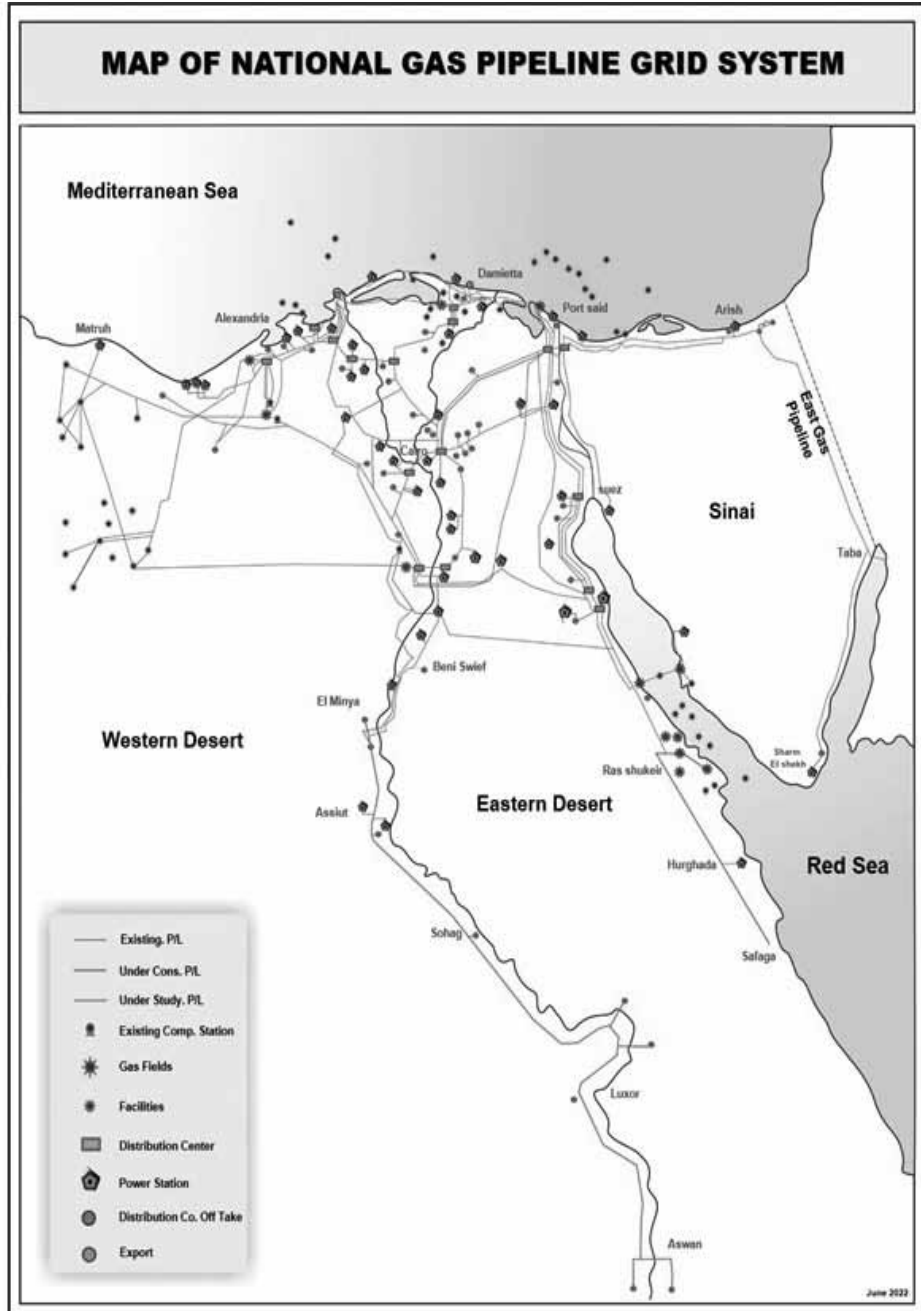 MAP OF NATIONAL GAS PIPELINE GRID SYSTEM
Mediterranean Sea
Damietta
Port said
Arish
Alexandria
Matruh
East Gas
Pipeline
Cairo
suez
Sinai
Taba
Beni Swief
El Minya
Western Desert
Sharm
El shekh
Ras shukeir
Eastern Desert
Assiut
Red Sea
Hurghada
Sohag
Safaga
Existing. P/L
Under Cons. P/L
Under Study. P/L
Existing Comp. Station
Gas Fields
Facilities
Distribution Center
Power Station
Distribution Co. Off Take
Export
Luxor
Aswan
June 2022